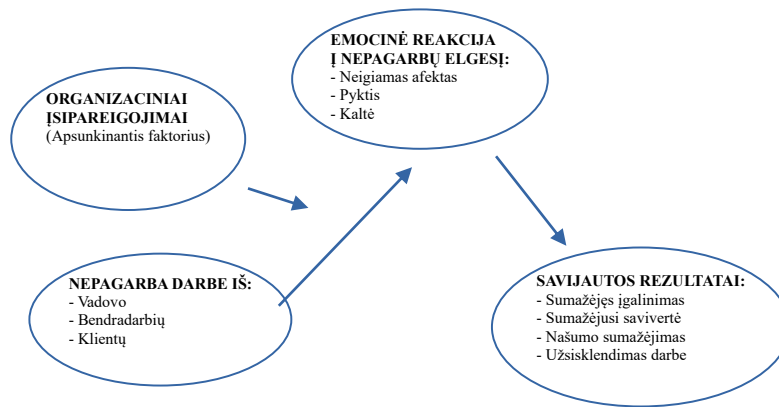 EMOCINĖ REAKCIJA
Į NEPAGARBŲ ELGESĮ:
- Neigiamas afektas
- Pyktis
- Kaltė
ORGANIZACINIAI
ĮSIPAREIGOJIMAI
(Apsunkinantis faktorius)
NEPAGARBA DARBE IŠ:
- Vadovo
- Bendradarbių
- Klientų
SAVIJAUTOS REZULTATAI:
- Sumažėjęs įgalinimas
- Sumažėjusi savivertė
- Našumo sumažėjimas
- Užsisklendimas darbe